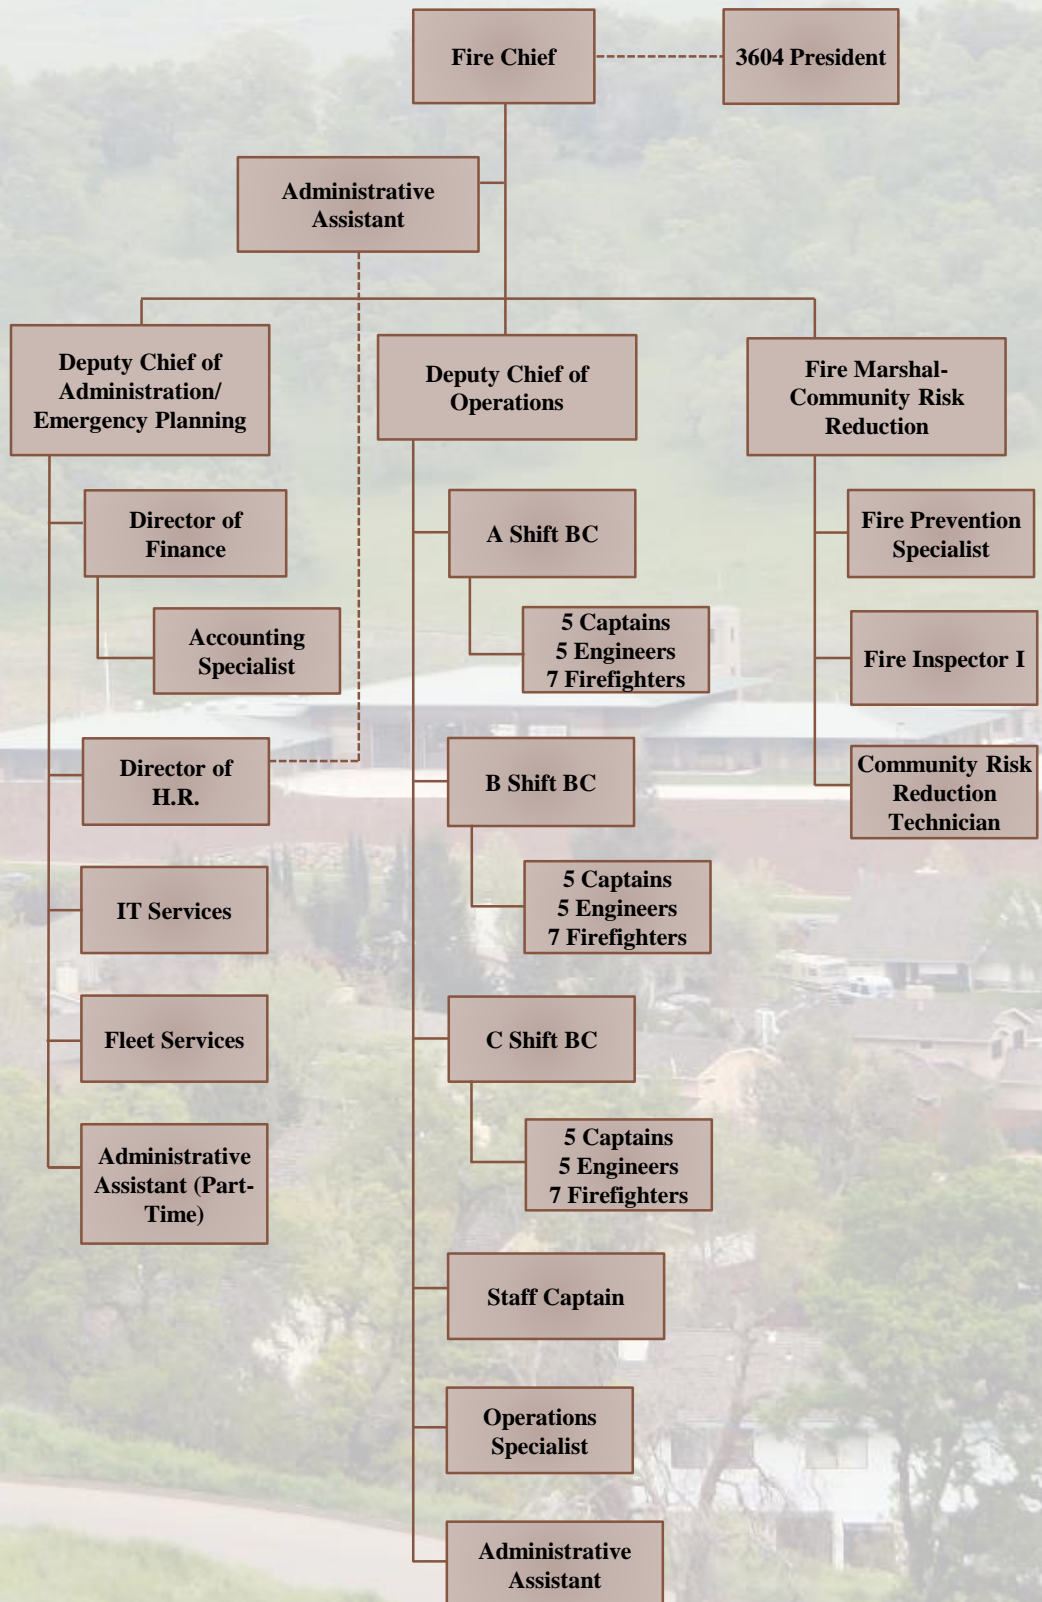 Fire Chief
3604 President
Administrative
Assistant
Deputy Chief of
Administration/
Emergency Planning
Director of
Finance
Accounting
Specialist
Director of
H.R.
IT Services
Fleet Services
Administrative
Assistant (Part-
Time)
Deputy Chief of
Operations
A Shift BC
5 Captains
5 Engineers
7 Firefighters
B Shift BC
5 Captains
5 Engineers
7 Firefighters
C Shift BC
5 Captains
5 Engineers
7 Firefighters
Staff Captain
Operations
Specialist
Administrative
Assistant
Fire Marshal-
Community Risk
Reduction
Fire Prevention
Specialist
Fire Inspector I
Community Risk
Reduction
Technician